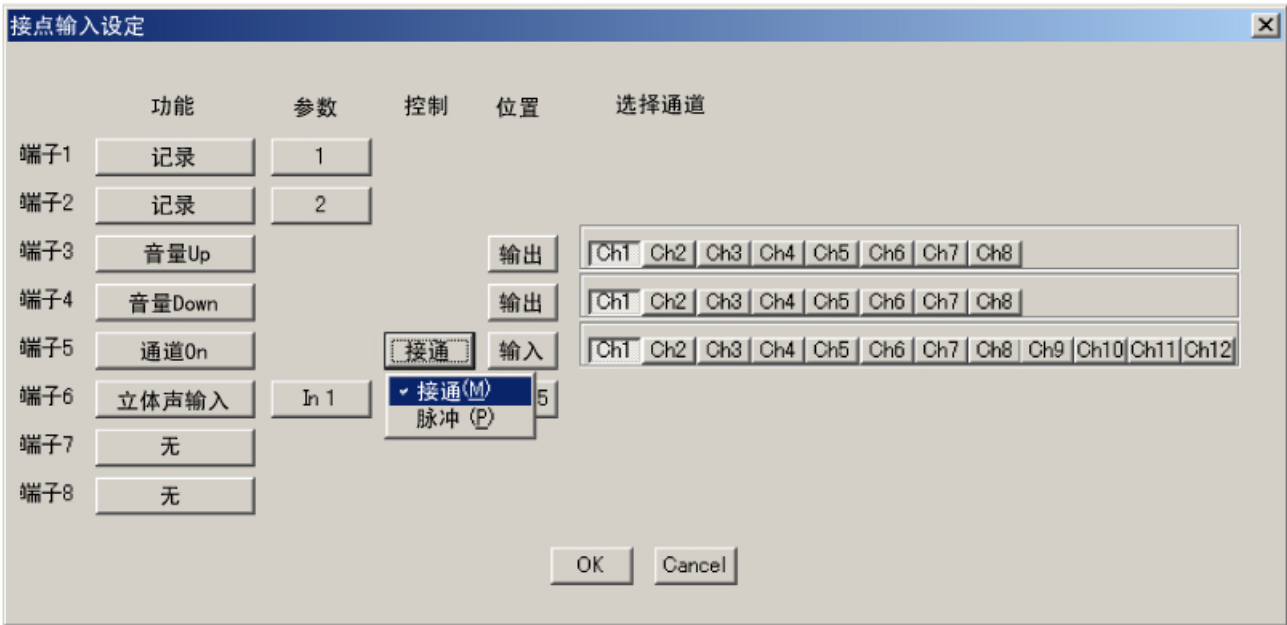 接点输入设定
功能 参数 控制 位置 选择通道
端子1 记录 1
端子2 记录 2
端子3 音量Up 输出 Ch1 Ch2 Ch3 Ch4 Ch5 Ch6 Ch7 Ch8
端子4 音量Down 输出 Ch1 Ch2 Ch3 Ch4 Ch5 Ch6 Ch7 Ch8
端子5 通道On 接通 输入 Ch1 Ch2 Ch3 Ch4 Ch5 Ch6 Ch7 Ch8 Ch9 Ch10 Ch11 Ch12
端子6 立体声输入 In 1 接通(M) 5
脉冲 (P)
端子7 无
端子8 无
OK Cancel